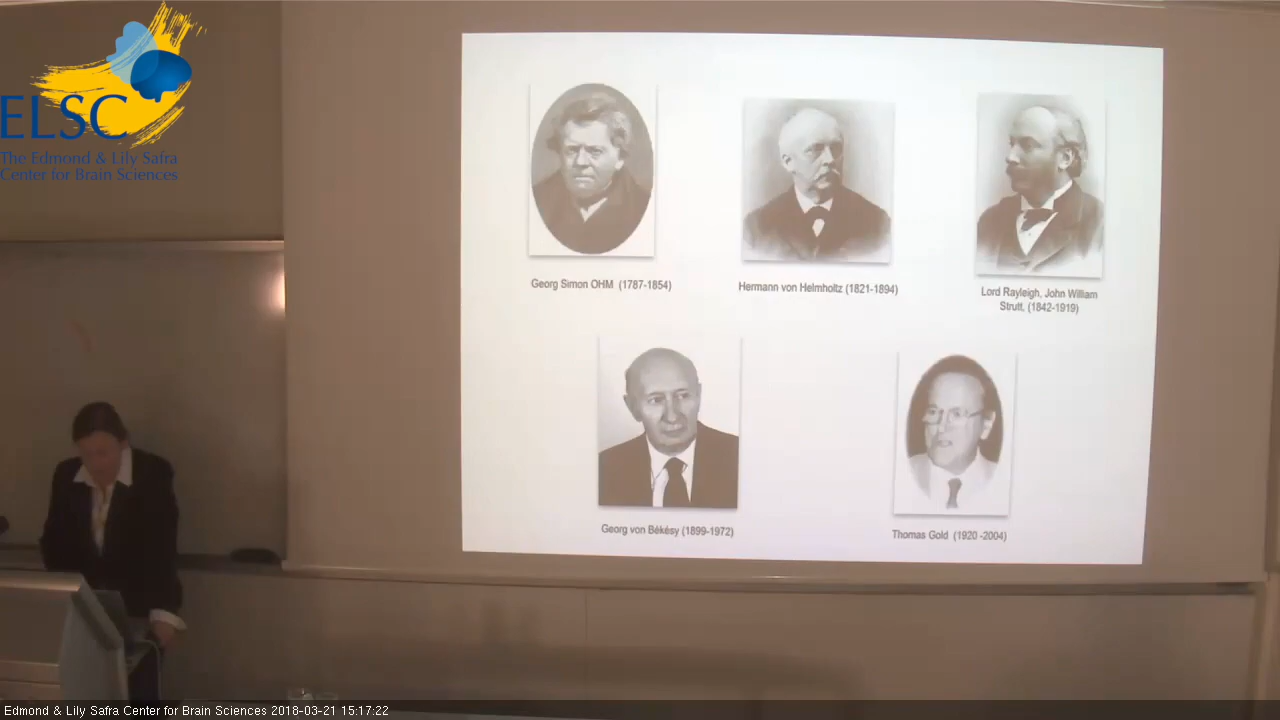 ELSC
The Edmond & Lily Safra
Center for Brain Sciences
Georg Simon OHM (1787-1854)
Hermann von Helmholtz (1821-1894)
Lord Rayleigh, John William
Strutt, (1842-1919)
Georg von Békésy (1899-1972)
Thomas Gold (1920 -2004)
Edmond & Lily Safra Center for Brain Sciences 2018-03-21 15:17:22